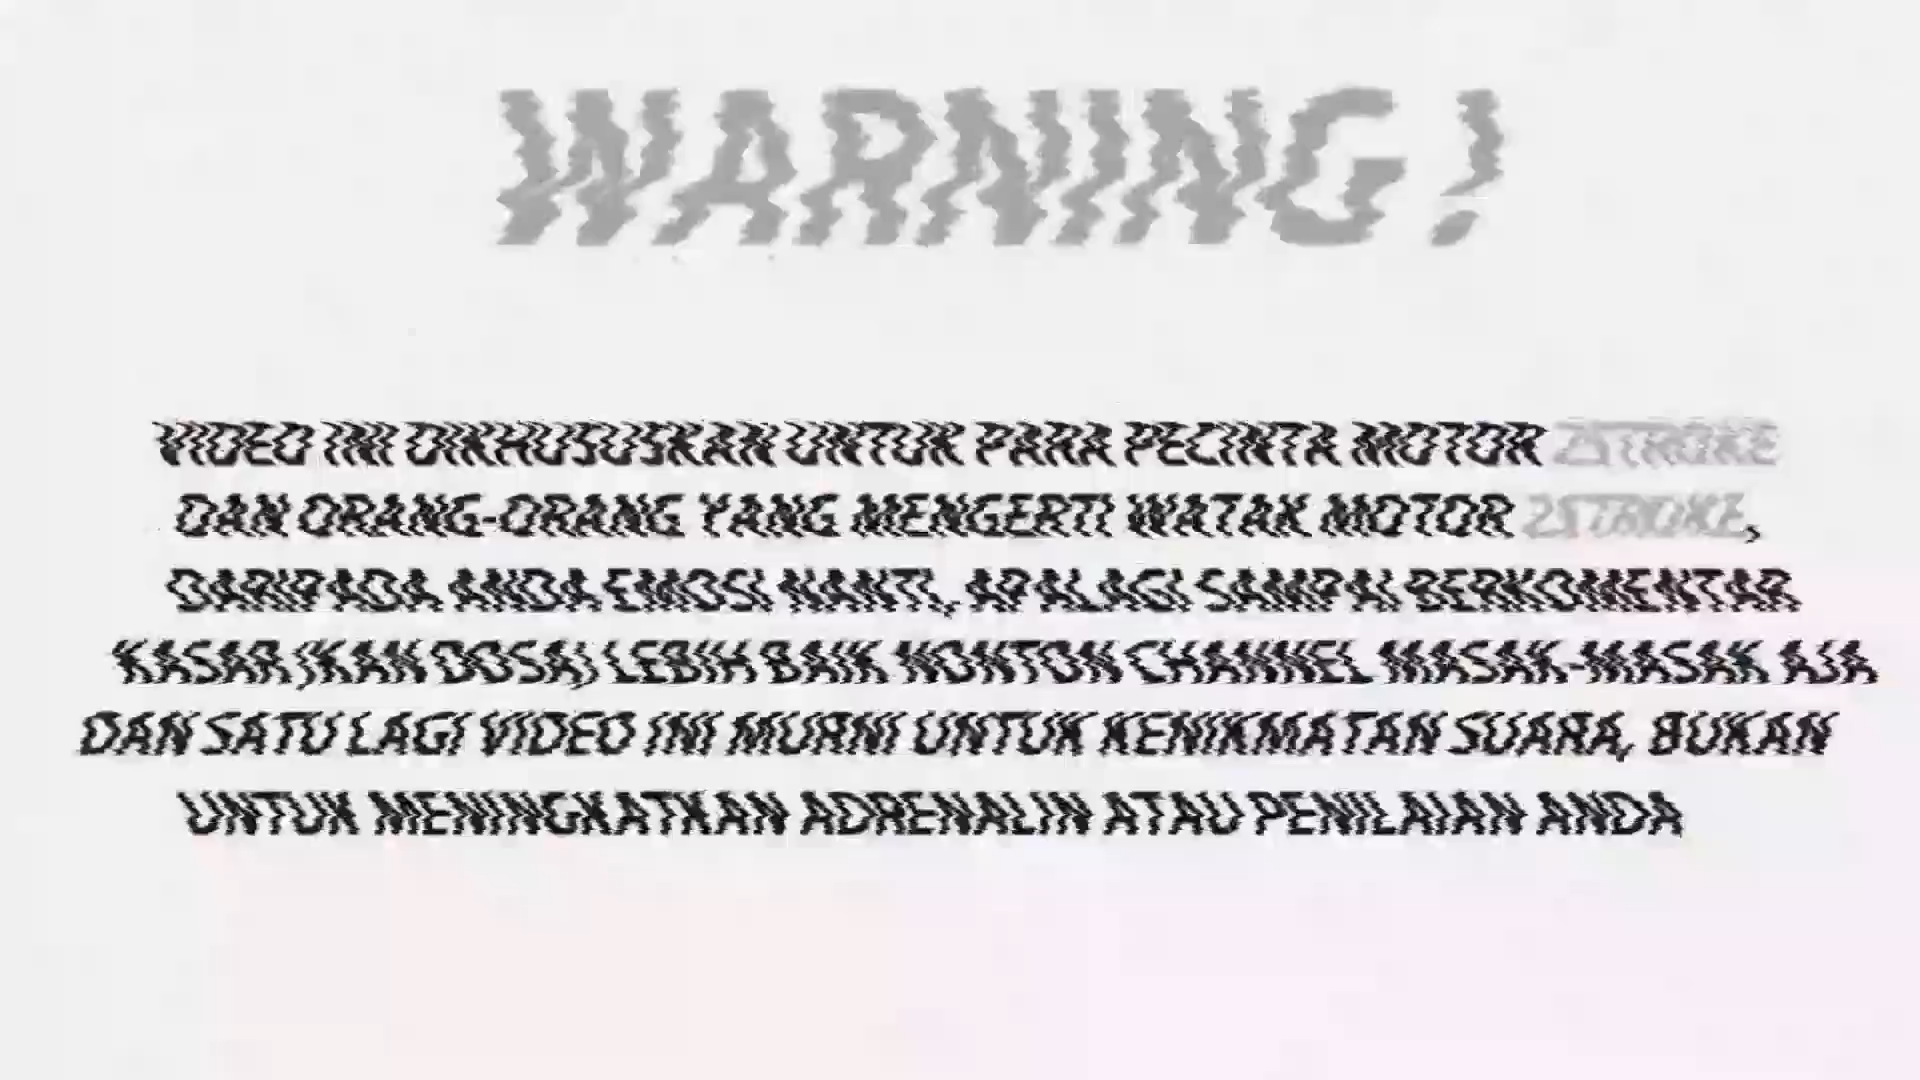 WARNING!
VIDEO INI DIKHUSUSKAN UNTUK PARA PECINTA MOTOR 2STROKE
DAN ORANG-ORANG YANG MENGERTI WATAK MOTOR 2STROKE,
DARIPADA ANDA EMOSI NANTI, APALAGI SAMPAI BERKOMENTAR
KASAR (KAN DOSA) LEBIH BAIK NONTON CHANNEL MASAK-MASAK AJA
DAN SATU LAGI VIDEO INI MURNI UNTUK KENIKMATAN SUARA, BUKAN
UNTUK MENINGKATKAN ADRENALIN ATAU PENILAIAN ANDA